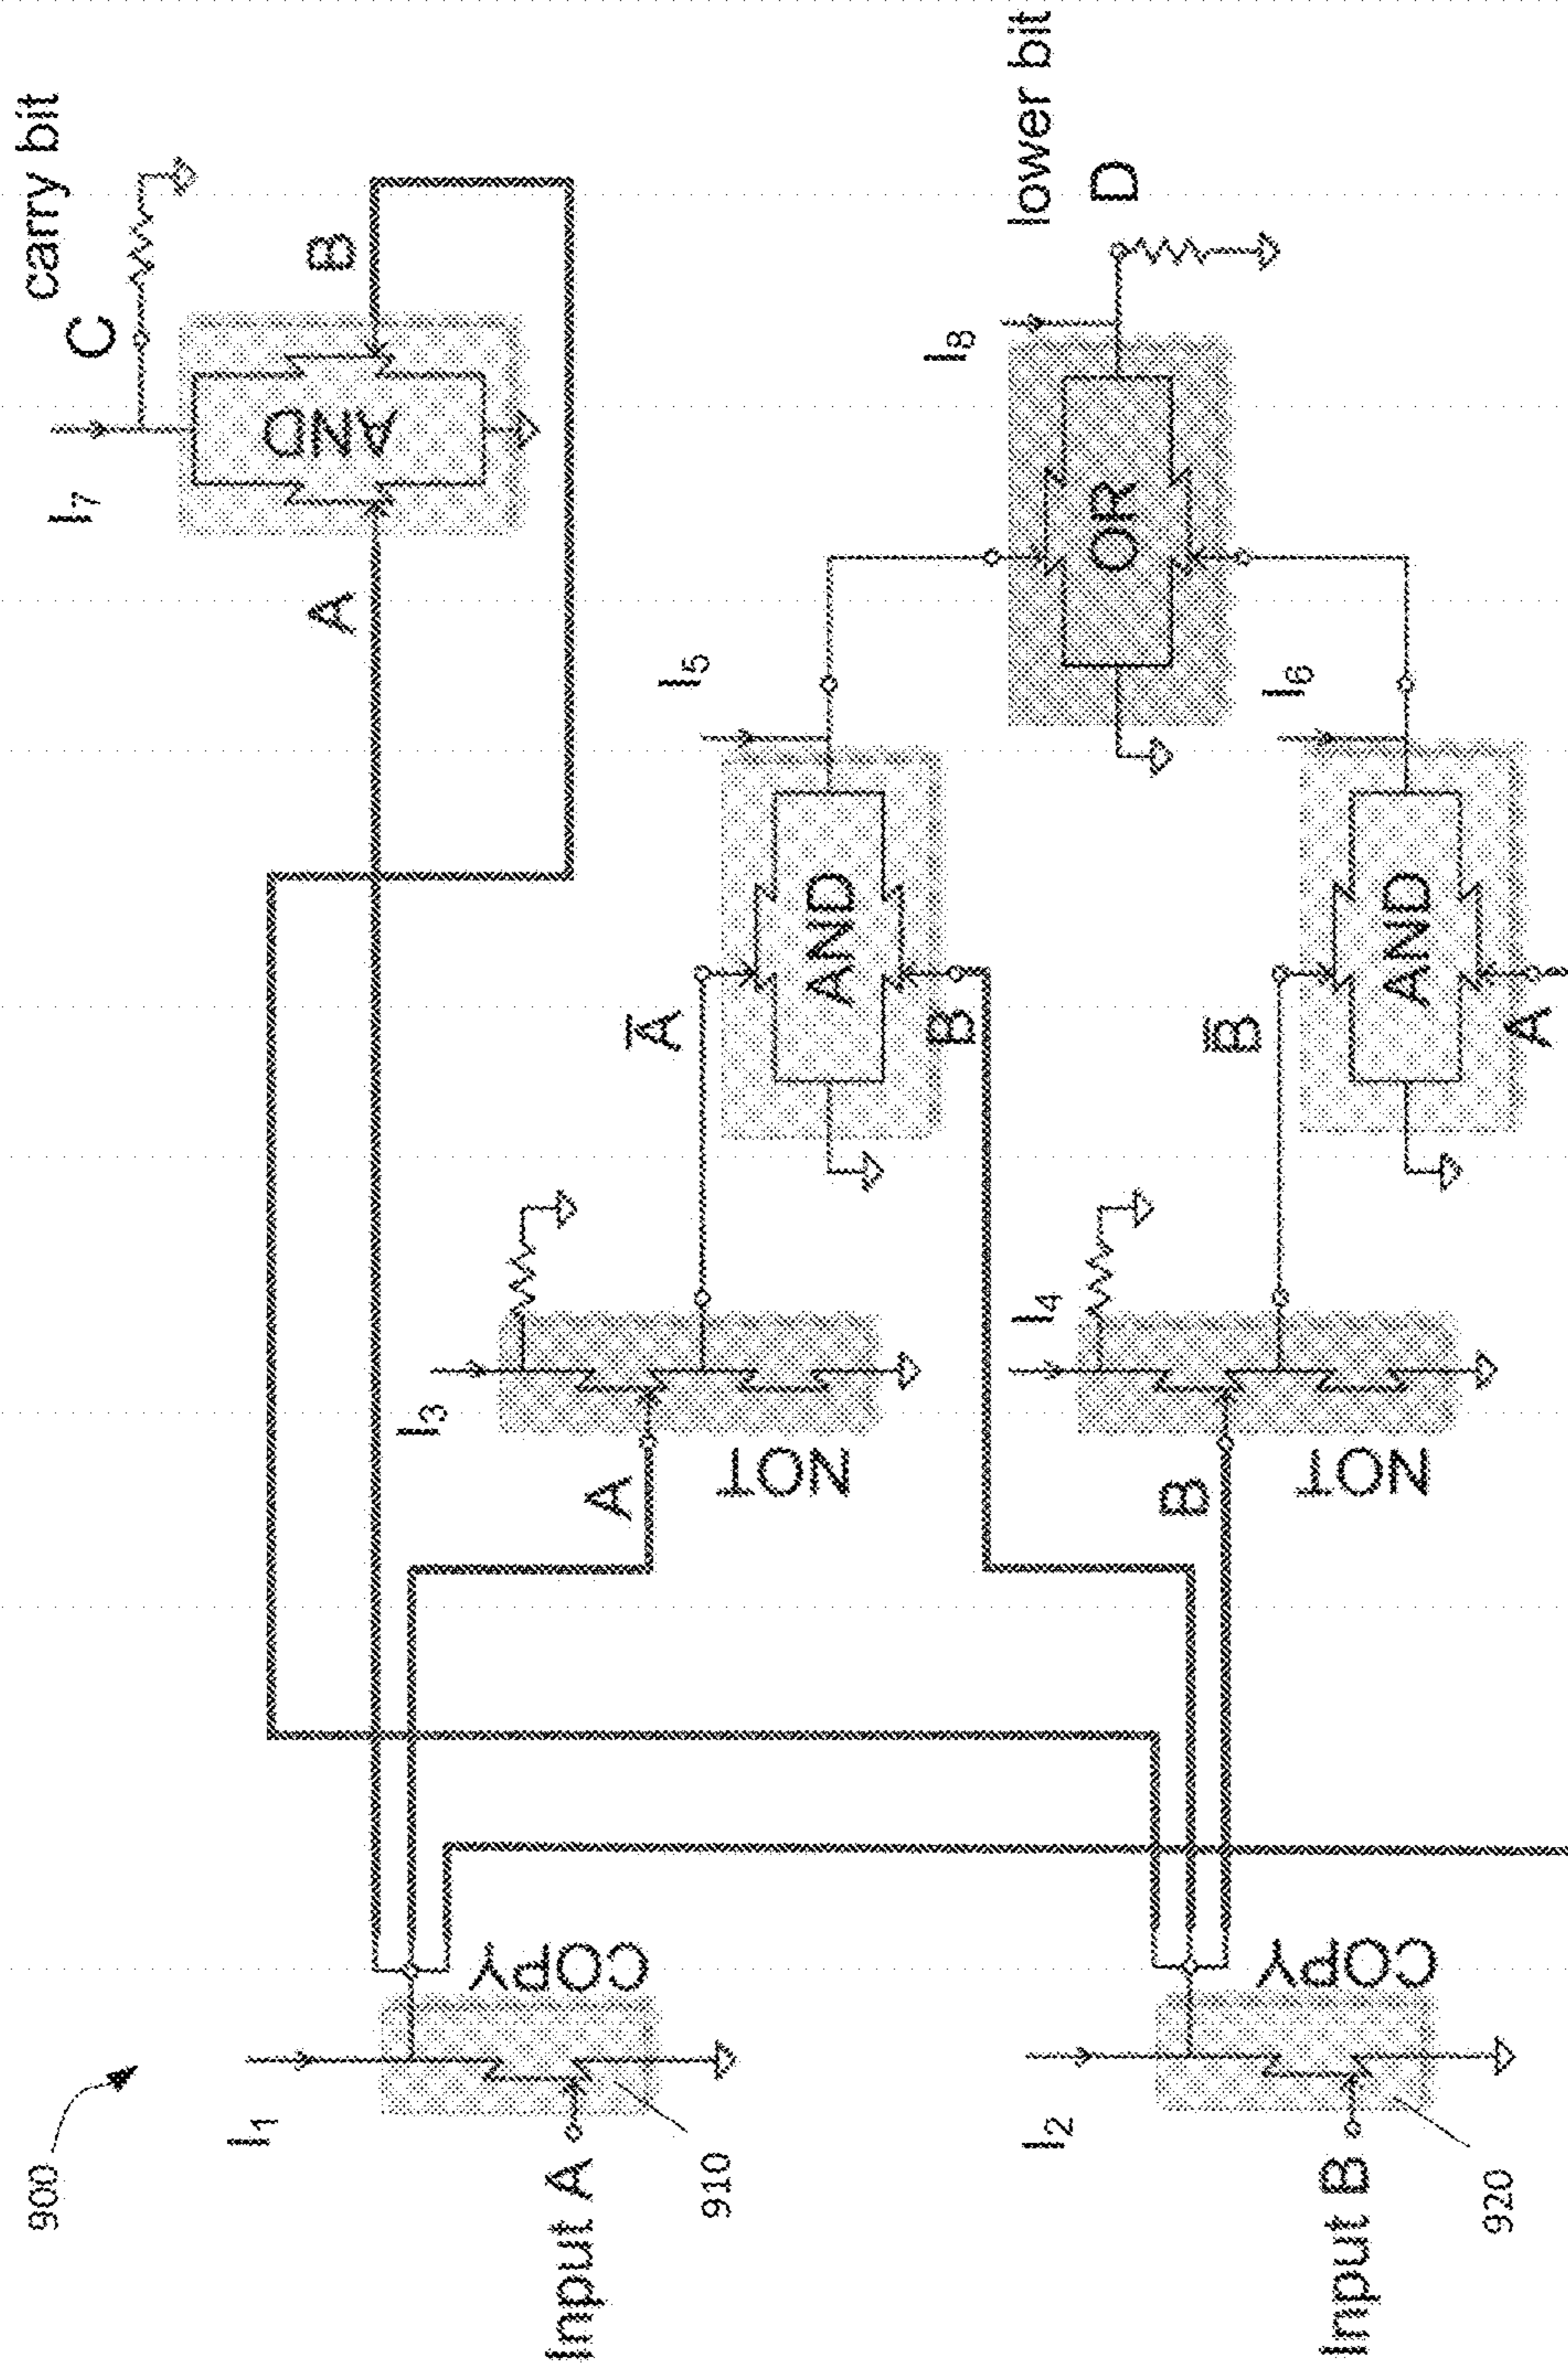 900
carry bit
C
I7
AND
A
B
I1
COPY
Input A
910
I3
A
NOT
A̅
AND
B
I5
I8
OR
lower bit
D
I2
COPY
Input B
920
I4
B
NOT
B̅
AND
A
I6